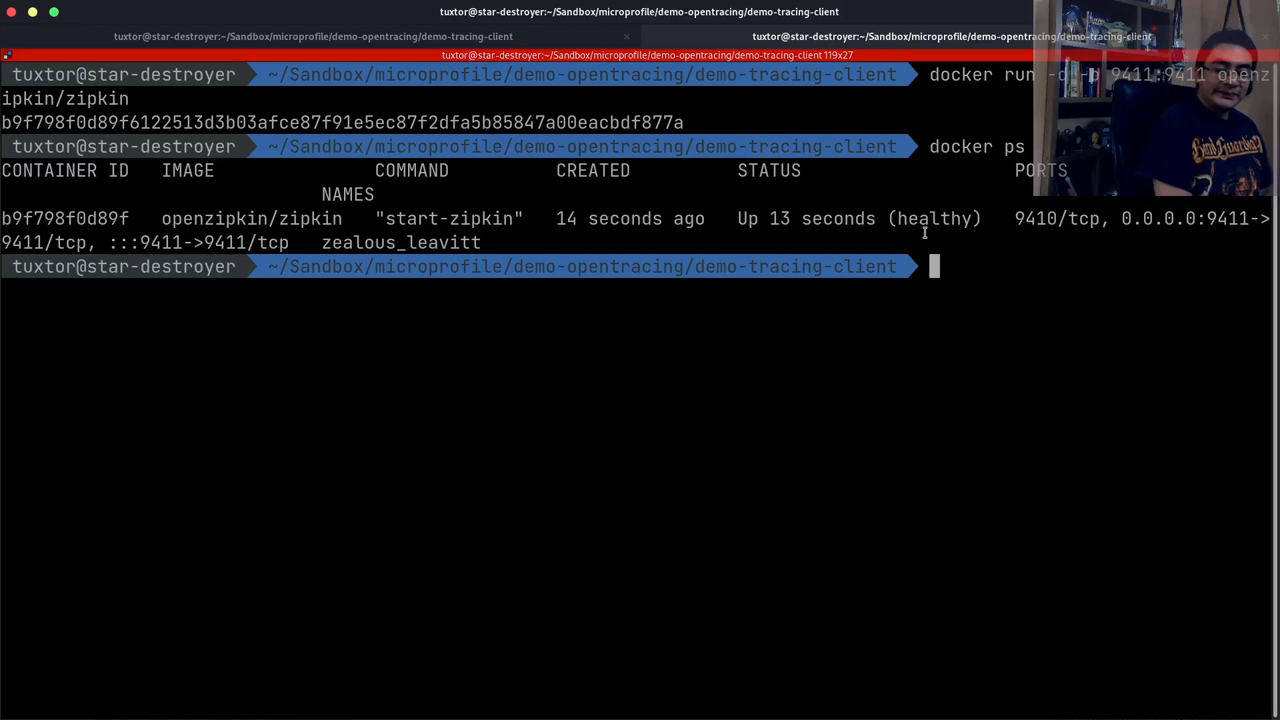 tuxtor@star-destroyer:~/Sandbox/microprofile/demo-opentracing/demo-tracing-client
tuxtor@star-destroyer:~/Sandbox/microprofile/demo-opentracing/demo-tracing-client × tuxtor@star-destroyer:~/Sandbox/microprofile/demo-opentracing/demo-tracing-client ×
tuxtor@star-destroyer:~/Sandbox/microprofile/demo-opentracing/demo-tracing-client 119x27
tuxtor@star-destroyer ~/Sandbox/microprofile/demo-opentracing/demo-tracing-client docker run -d -p 9411:9411 openz
ipkin/zipkin
b9f798f0d89f6122513d3b03afce87f91e5ec87f2dfa5b85847a00eacbdf877a
tuxtor@star-destroyer ~/Sandbox/microprofile/demo-opentracing/demo-tracing-client docker ps
CONTAINER ID IMAGE COMMAND CREATED STATUS PORTS
NAMES
b9f798f0d89f openzipkin/zipkin "start-zipkin" 14 seconds ago Up 13 seconds (healthy) 9410/tcp, 0.0.0.0:9411->
9411/tcp, :::9411->9411/tcp zealous_leavitt
tuxtor@star-destroyer ~/Sandbox/microprofile/demo-opentracing/demo-tracing-client
Blind Guardian